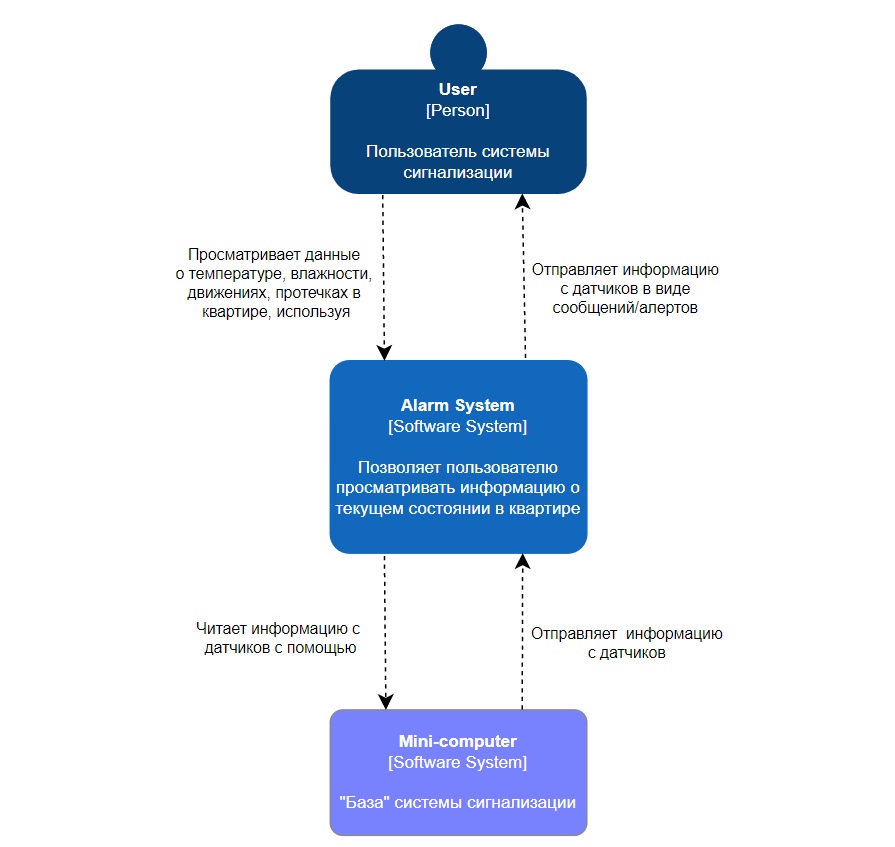 User
[Person]
Пользователь системы
сигнализации
Просматривает данные
о температуре, влажности,
движениях, протечках в
квартире, используя
Отправляет информацию
с датчиков в виде
сообщений/алертов
Alarm System
[Software System]
Позволяет пользователю
просматривать информацию о
текущем состоянии в квартире
Читает информацию с
датчиков с помощью
Отправляет информацию
с датчиков
Mini-computer
[Software System]
"База" системы сигнализации